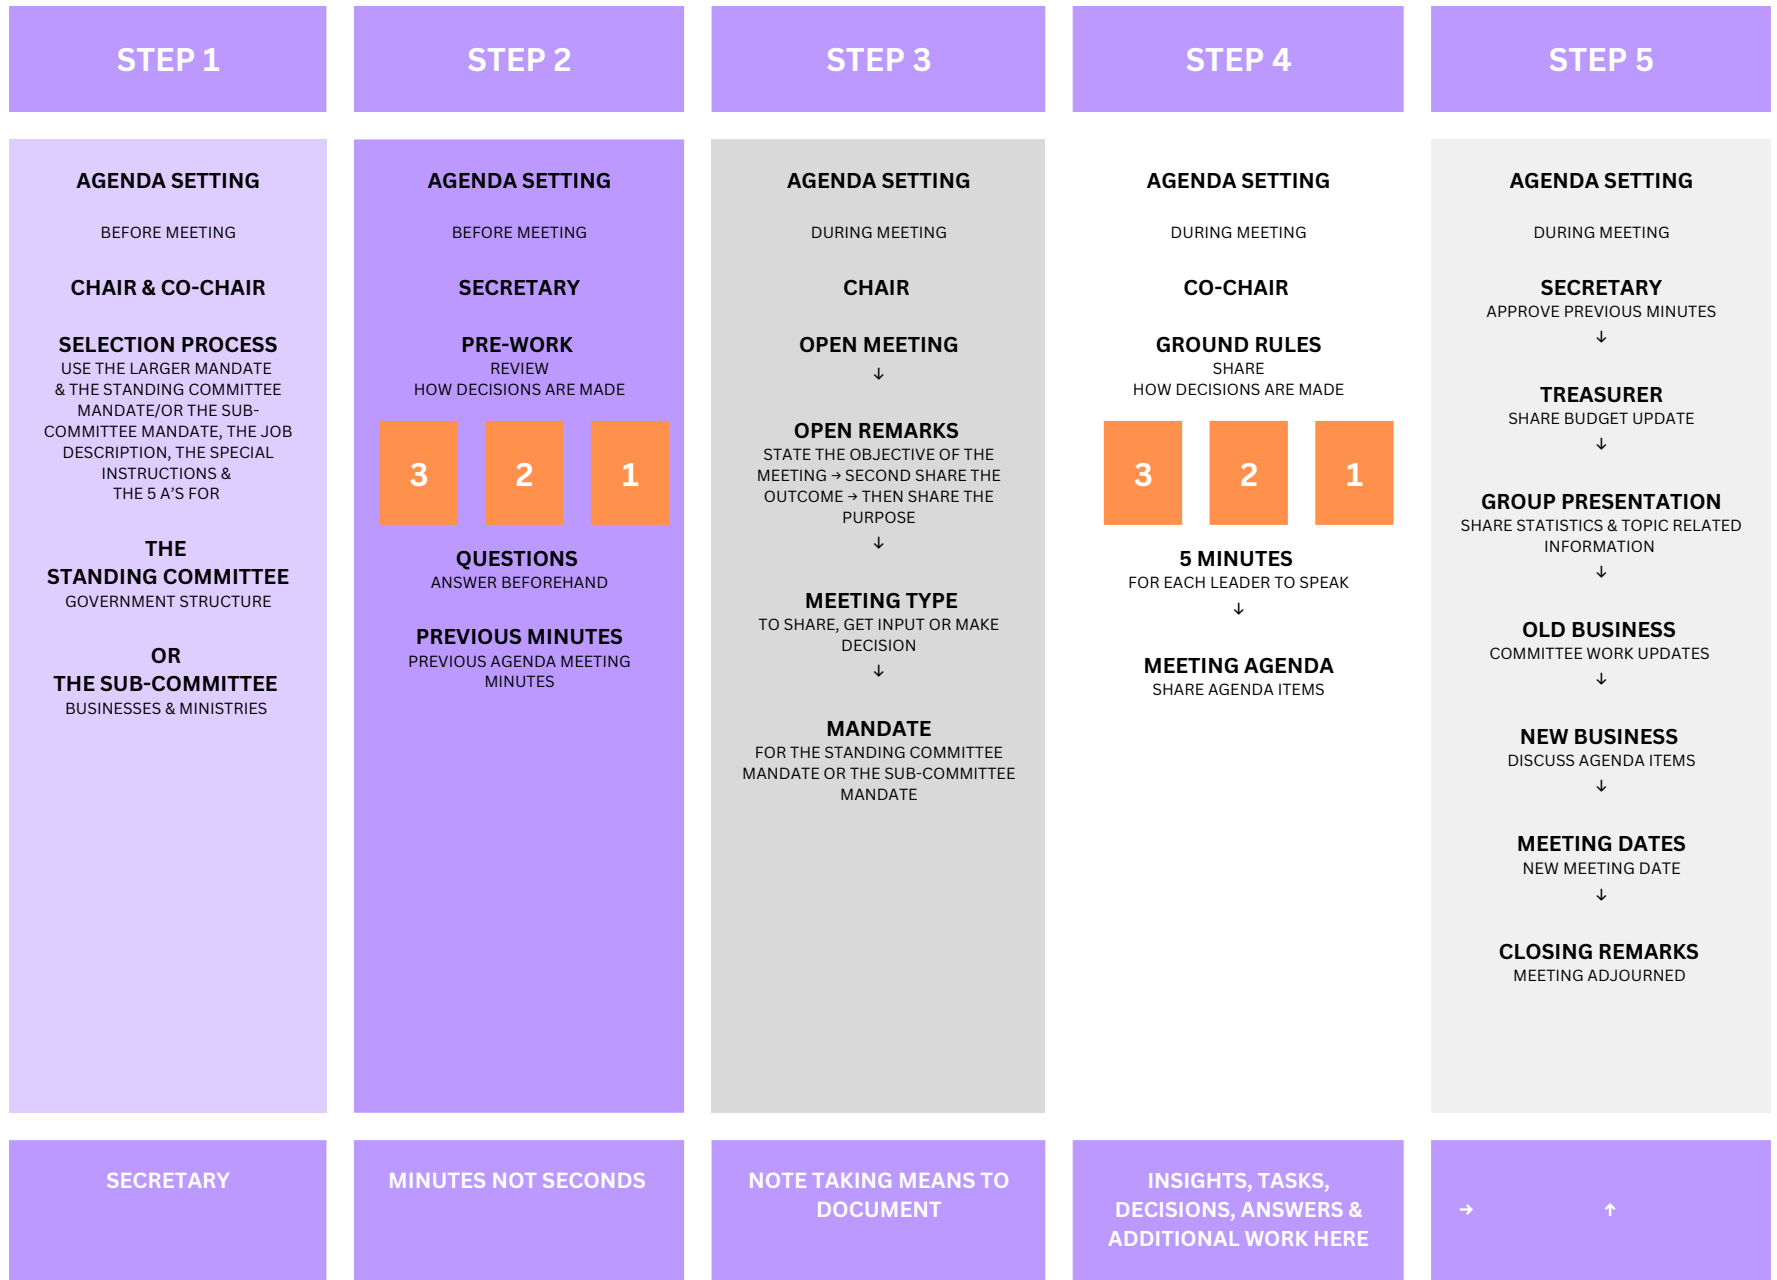 STEP 1
STEP 2
STEP 3
STEP 4
STEP 5
AGENDA SETTING
BEFORE MEETING
CHAIR & CO-CHAIR
SELECTION PROCESS
USE THE LARGER MANDATE
& THE STANDING COMMITTEE
MANDATE/OR THE SUB-
COMMITTEE MANDATE, THE JOB
DESCRIPTION, THE SPECIAL
INSTRUCTIONS &
THE 5 A'S FOR
THE
STANDING COMMITTEE
GOVERNMENT STRUCTURE
OR
THE SUB-COMMITTEE
BUSINESSES & MINISTRIES
AGENDA SETTING
BEFORE MEETING
SECRETARY
PRE-WORK
REVIEW
HOW DECISIONS ARE MADE
3 2 1
QUESTIONS
ANSWER BEFOREHAND
PREVIOUS MINUTES
PREVIOUS AGENDA MEETING
MINUTES
AGENDA SETTING
DURING MEETING
CHAIR
OPEN MEETING
↓
OPEN REMARKS
STATE THE OBJECTIVE OF THE
MEETING → SECOND SHARE THE
OUTCOME → THEN SHARE THE
PURPOSE
↓
MEETING TYPE
TO SHARE, GET INPUT OR MAKE
DECISION
↓
MANDATE
FOR THE STANDING COMMITTEE
MANDATE OR THE SUB-COMMITTEE
MANDATE
AGENDA SETTING
DURING MEETING
CO-CHAIR
GROUND RULES
SHARE
HOW DECISIONS ARE MADE
3 2 1
5 MINUTES
FOR EACH LEADER TO SPEAK
↓
MEETING AGENDA
SHARE AGENDA ITEMS
AGENDA SETTING
DURING MEETING
SECRETARY
APPROVE PREVIOUS MINUTES
↓
TREASURER
SHARE BUDGET UPDATE
↓
GROUP PRESENTATION
SHARE STATISTICS & TOPIC RELATED
INFORMATION
↓
OLD BUSINESS
COMMITTEE WORK UPDATES
↓
NEW BUSINESS
DISCUSS AGENDA ITEMS
↓
MEETING DATES
NEW MEETING DATE
↓
CLOSING REMARKS
MEETING ADJOURNED
SECRETARY
MINUTES NOT SECONDS
NOTE TAKING MEANS TO
DOCUMENT
INSIGHTS, TASKS,
DECISIONS, ANSWERS &
ADDITIONAL WORK HERE
→ ↑